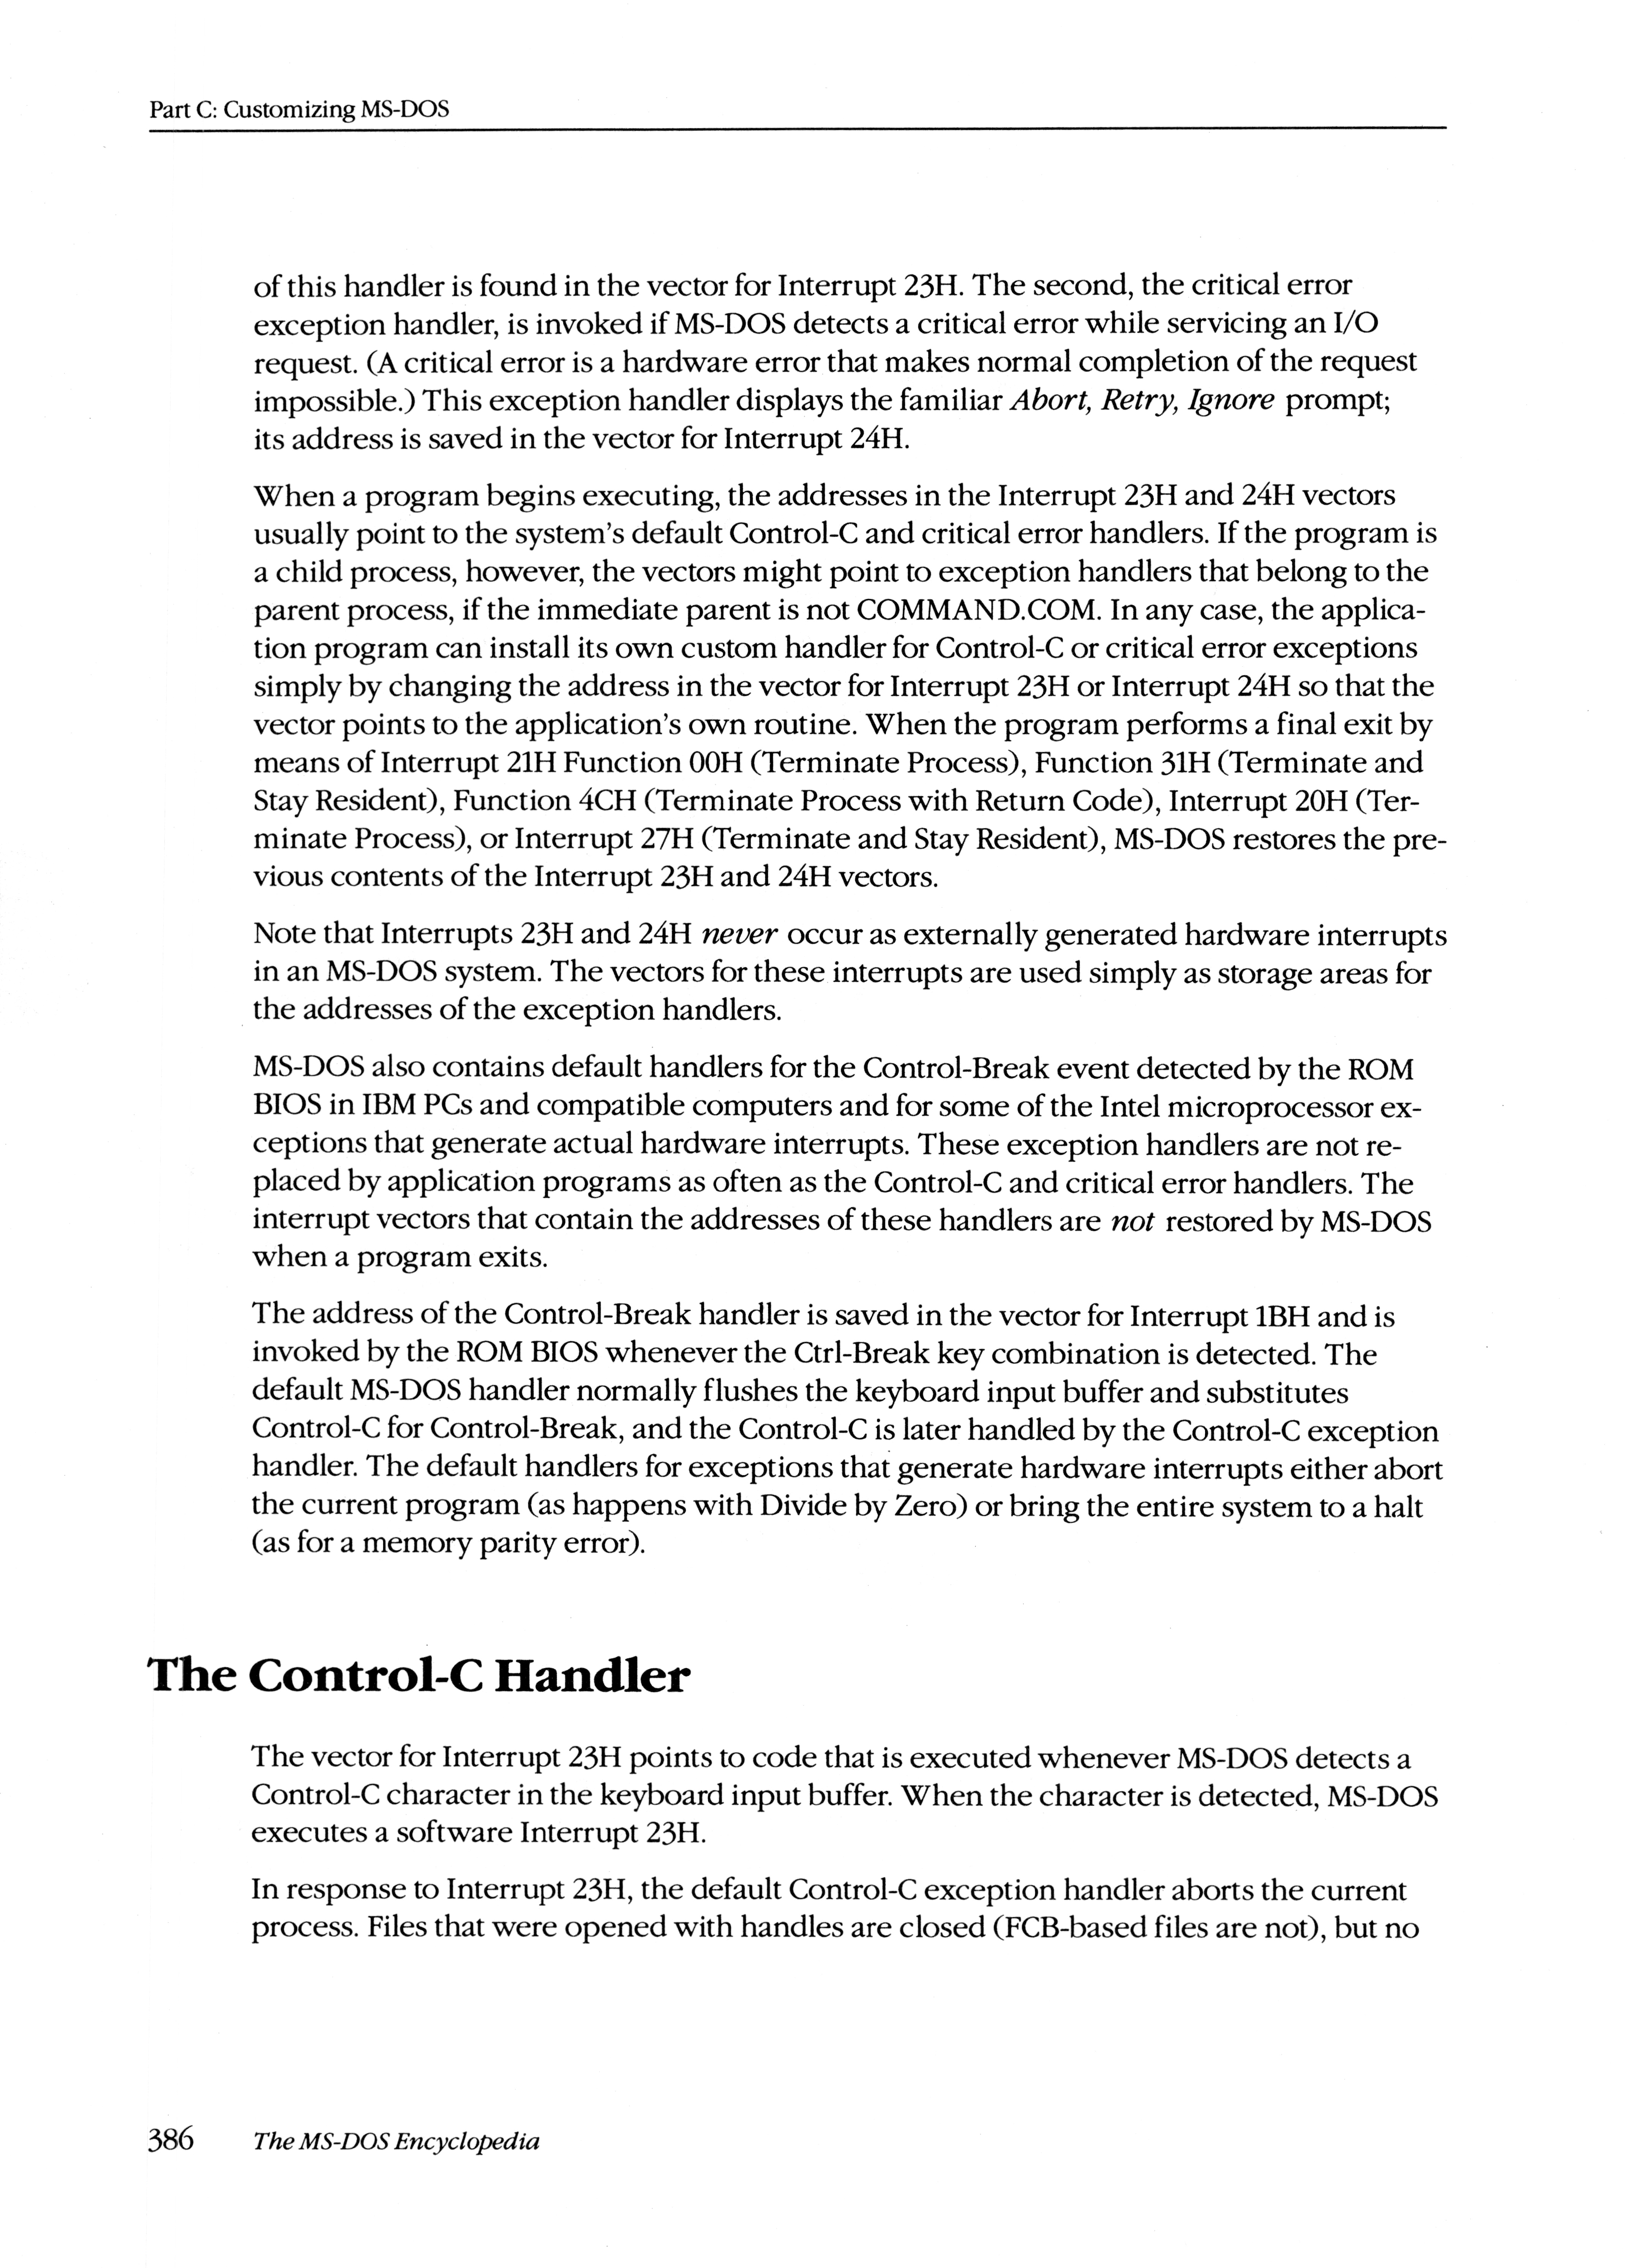 Part C: Customizing MS-DOS
of this handler is found in the vector for Interrupt 23H. The second, the critical error
exception handler, is invoked if MS-DOS detects a critical error while servicing an I/O
request. (A critical error is a hardware error that makes normal completion of the request
impossible.) This exception handler displays the familiar Abort, Retry, Ignore prompt;
its address is saved in the vector for Interrupt 24H.
When a program begins executing, the addresses in the Interrupt 23H and 24H vectors
usually point to the system's default Control-C and critical error handlers. If the program is
a child process, however, the vectors might point to exception handlers that belong to the
parent process, if the immediate parent is not COMMAND.COM. In any case, the applica-
tion program can install its own custom handler for Control-C or critical error exceptions
simply by changing the address in the vector for Interrupt 23H or Interrupt 24H so that the
vector points to the application's own routine. When the program performs a final exit by
means of Interrupt 21H Function 00H (Terminate Process), Function 31H (Terminate and
Stay Resident), Function 4CH (Terminate Process with Return Code), Interrupt 20H (Ter-
minate Process), or Interrupt 27H (Terminate and Stay Resident), MS-DOS restores the pre-
vious contents of the Interrupt 23H and 24H vectors.
Note that Interrupts 23H and 24H never occur as externally generated hardware interrupts
in an MS-DOS system. The vectors for these interrupts are used simply as storage areas for
the addresses of the exception handlers.
MS-DOS also contains default handlers for the Control-Break event detected by the ROM
BIOS in IBM PCs and compatible computers and for some of the Intel microprocessor ex-
ceptions that generate actual hardware interrupts. These exception handlers are not re-
placed by application programs as often as the Control-C and critical error handlers. The
interrupt vectors that contain the addresses of these handlers are not restored by MS-DOS
when a program exits.
The address of the Control-Break handler is saved in the vector for Interrupt 1BH and is
invoked by the ROM BIOS whenever the Ctrl-Break key combination is detected. The
default MS-DOS handler normally flushes the keyboard input buffer and substitutes
Control-C for Control-Break, and the Control-C is later handled by the Control-C exception
handler. The default handlers for exceptions that generate hardware interrupts either abort
the current program (as happens with Divide by Zero) or bring the entire system to a halt
(as for a memory parity error).
The Control-C Handler
The vector for Interrupt 23H points to code that is executed whenever MS-DOS detects a
Control-C character in the keyboard input buffer. When the character is detected, MS-DOS
executes a software Interrupt 23H.
In response to Interrupt 23H, the default Control-C exception handler aborts the current
process. Files that were opened with handles are closed (FCB-based files are not), but no
386 The MS-DOS Encyclopedia